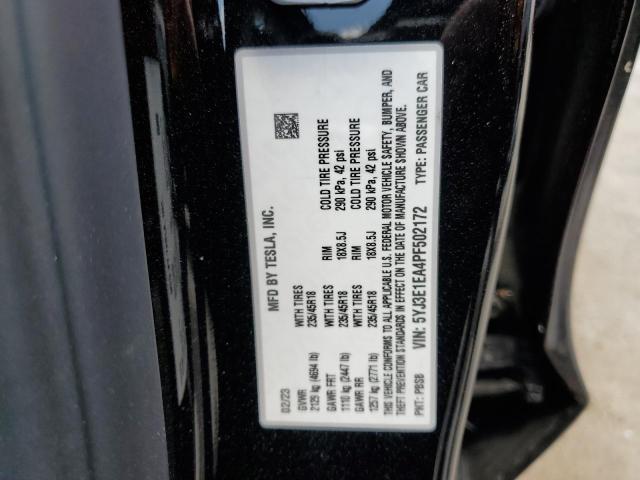 MFD BY TESLA, INC.
02/23
GVWR
2129 kg (4694 lb)
WITH TIRES
235/45R18
RIM
18X8.5J
COLD TIRE PRESSURE
290 kPa, 42 psi
GAWR FRT
1110 kg (2447 lb)
WITH TIRES
235/45R18
RIM
18X8.5J
COLD TIRE PRESSURE
290 kPa, 42 psi
GAWR RR
1257 kg (2771 lb)
WITH TIRES
235/45R18
THIS VEHICLE CONFORMS TO ALL APPLICABLE U.S. FEDERAL MOTOR VEHICLE SAFETY, BUMPER, AND
THEFT PREVENTION STANDARDS IN EFFECT ON THE DATE OF MANUFACTURE SHOWN ABOVE.
PKT: PBSB VIN: 5YJ3E1EA4PF502172 TYPE: PASSENGER CAR